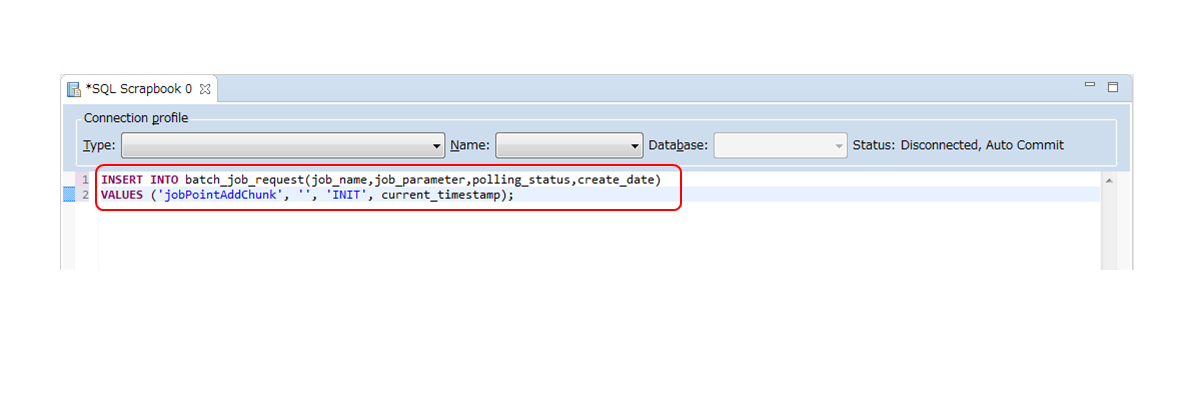 *SQL Scrapbook 0
Connection profile
Type: Name: Database: Status: Disconnected, Auto Commit
1 INSERT INTO batch_job_request(job_name,job_parameter,polling_status,create_date)
2 VALUES ('jobPointAddChunk', '', 'INIT', current_timestamp);